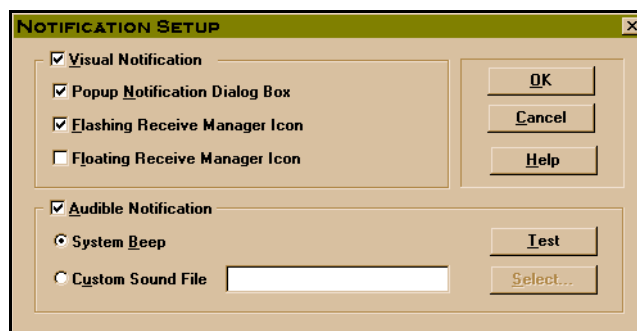 NOTIFICATION SETUP
Visual Notification
Popup Notification Dialog Box
Flashing Receive Manager Icon
Floating Receive Manager Icon
OK
Cancel
Help
Audible Notification
System Beep
Test
Custom Sound File
Select...